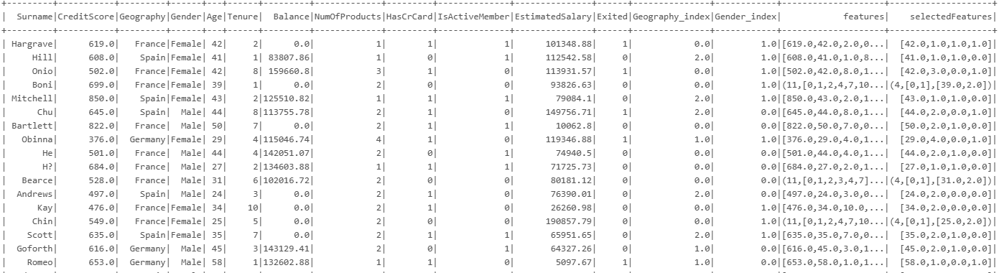 | Surname|CreditScore|Geography|Gender|Age|Tenure| Balance|NumOfProducts|HasCrCard|IsActiveMember|EstimatedSalary|Exited|Geography_index|Gender_index| features| selectedFeatures|
| Hargrave| 619.0| France|Female| 42| 2| 0.0| 1| 1| 1| 101348.88| 1| 0.0| 1.0|[619.0,42.0,2.0,0...| [42.0,1.0,1.0,1.0]|
| Hill| 608.0| Spain|Female| 41| 1| 83807.86| 1| 0| 1| 112542.58| 0| 2.0| 1.0|[608.0,41.0,1.0,8...| [41.0,1.0,1.0,0.0]|
| Onio| 502.0| France|Female| 42| 8| 159660.8| 3| 1| 0| 113931.57| 1| 0.0| 1.0|[502.0,42.0,8.0,1...| [42.0,3.0,0.0,1.0]|
| Boni| 699.0| France|Female| 39| 1| 0.0| 2| 0| 0| 93826.63| 0| 0.0| 1.0|(11,[0,1,2,4,7,10...|(4,[0,1],[39.0,2.0])|
| Mitchell| 850.0| Spain|Female| 43| 2|125510.82| 1| 1| 1| 79084.1| 0| 2.0| 1.0|[850.0,43.0,2.0,1...| [43.0,1.0,1.0,0.0]|
| Chu| 645.0| Spain| Male| 44| 8|113755.78| 2| 1| 0| 149756.71| 1| 2.0| 0.0|[645.0,44.0,8.0,1...| [44.0,2.0,0.0,1.0]|
| Bartlett| 822.0| France| Male| 50| 7| 0.0| 2| 1| 1| 10062.8| 0| 0.0| 0.0|[822.0,50.0,7.0,0...| [50.0,2.0,1.0,0.0]|
| Obinna| 376.0| Germany|Female| 29| 4|115046.74| 4| 1| 0| 119346.88| 1| 1.0| 1.0|[376.0,29.0,4.0,1...| [29.0,4.0,0.0,1.0]|
| He| 501.0| France| Male| 44| 4|142051.07| 2| 0| 1| 74940.5| 0| 0.0| 0.0|[501.0,44.0,4.0,1...| [44.0,2.0,1.0,0.0]|
| H?| 684.0| France| Male| 27| 2|134603.88| 1| 1| 1| 71725.73| 0| 0.0| 0.0|[684.0,27.0,2.0,1...| [27.0,1.0,1.0,0.0]|
| Bearce| 528.0| France| Male| 31| 6|102016.72| 2| 0| 0| 80181.12| 0| 0.0| 0.0|(11,[0,1,2,3,4,7]...|(4,[0,1],[31.0,2.0])|
| Andrews| 497.0| Spain| Male| 24| 3| 0.0| 2| 1| 0| 76390.01| 0| 2.0| 0.0|[497.0,24.0,3.0,0...| [24.0,2.0,0.0,0.0]|
| Kay| 476.0| France|Female| 34| 10| 0.0| 2| 1| 0| 26260.98| 0| 0.0| 1.0|[476.0,34.0,10.0,...| [34.0,2.0,0.0,0.0]|
| Chin| 549.0| France|Female| 25| 5| 0.0| 2| 0| 0| 190857.79| 0| 0.0| 1.0|(11,[0,1,2,4,7,10...|(4,[0,1],[25.0,2.0])|
| Scott| 635.0| Spain|Female| 35| 7| 0.0| 2| 1| 1| 65951.65| 0| 2.0| 1.0|[635.0,35.0,7.0,0...| [35.0,2.0,1.0,0.0]|
| Goforth| 616.0| Germany| Male| 45| 3|143129.41| 2| 0| 1| 64327.26| 0| 1.0| 0.0|[616.0,45.0,3.0,1...| [45.0,2.0,1.0,0.0]|
| Romeo| 653.0| Germany| Male| 58| 1|132602.88| 1| 1| 0| 5097.67| 1| 1.0| 0.0|[653.0,58.0,1.0,1...| [58.0,1.0,0.0,1.0]|